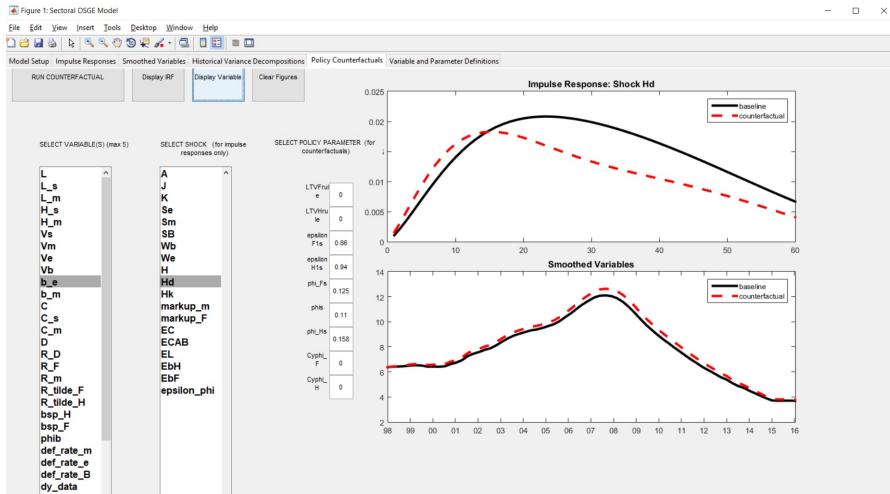 Figure 1: Sectoral DSGE Model
File Edit View Insert Tools Desktop Window Help
Model Setup Impulse Responses Smoothed Variables Historical Variance Decompositions Policy Counterfactuals Variable and Parameter Definitions
RUN COUNTERFACTUAL
Display IRF
Display Variable
Clear Figures
SELECT VARIABLE(S) (max 5)
L
L_s
L_m
H_s
H_m
Vs
Vm
Ve
Vb
b_e
b_m
C
C_s
C_m
D
R_D
R_F
R_m
R_tilde_F
R_tilde_H
bsp_H
bsp_F
phib
def_rate_m
def_rate_e
def_rate_B
dy_data
SELECT SHOCK (for impulse
responses only)
A
J
K
Se
Sm
SB
Wb
We
H
Hd
Hk
markup_m
markup_F
EC
ECAB
EL
EbH
EbF
epsilon_phi
SELECT POLICY PARAMETER (for
counterfactuals)
LTVFrul
e
0
LTVHru
le
0
epsilon
F1s
0.86
epsilon
H1s
0.94
phi_Fs
0.125
phis
0.11
phi_Hs
0.158
Cyphi_
F
0
Cyphi_
H
0
Impulse Response: Shock Hd
baseline
counterfactual
0.025
0.02
0.01
0.005
0
0 10 20 30 40 50 60
Smoothed Variables
baseline
counterfactual
14
12
10
8
6
4
2
98 99 00 01 02 03 04 05 06 07 08 09 10 11 12 13 14 15 16